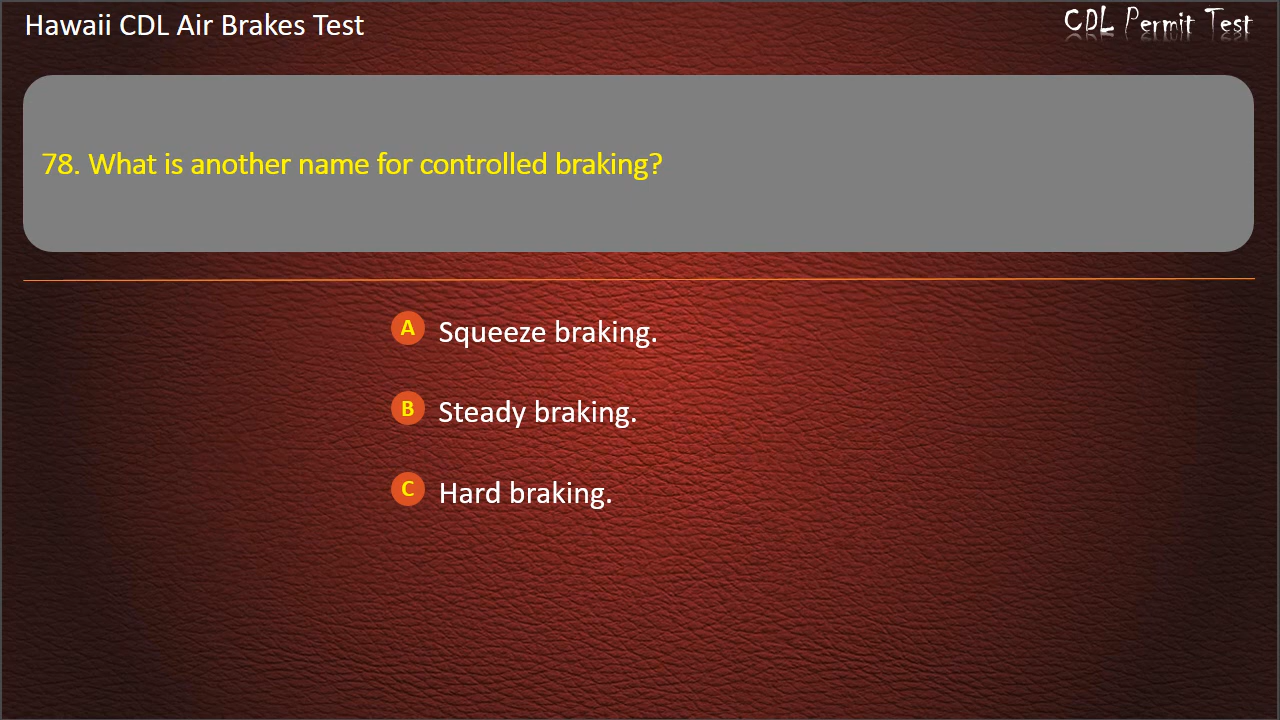 Hawaii CDL Air Brakes Test
CDL Permit Test
78. What is another name for controlled braking?
A Squeeze braking.
B Steady braking.
C Hard braking.